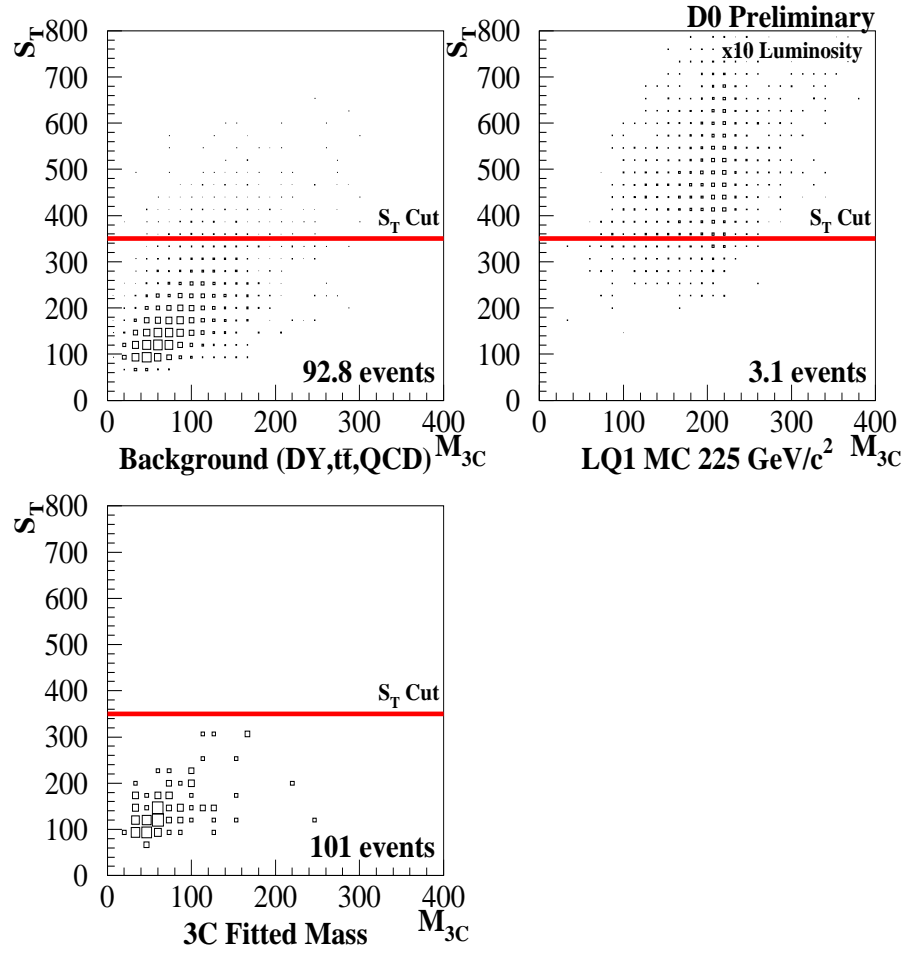 D0 Preliminary
S_T
800
700
600
500
400
300
200
100
0
S_T Cut
92.8 events
0 100 200 300 400
Background (DY,tt̄,QCD) M_3C
S_T
800
700
600
500
400
300
200
100
0
x10 Luminosity
S_T Cut
3.1 events
0 100 200 300 400
LQ1 MC 225 GeV/c² M_3C
S_T
800
700
600
500
400
300
200
100
0
S_T Cut
101 events
0 100 200 300 400
3C Fitted Mass M_3C